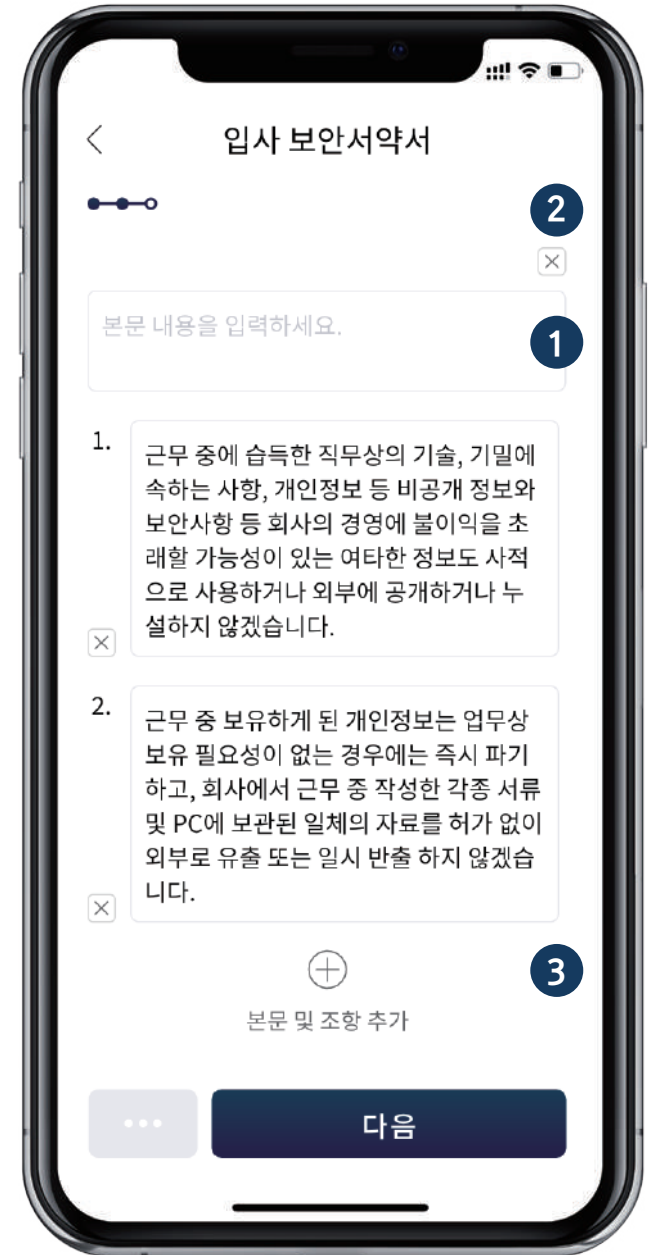 입사 보안서약서
2
본문 내용을 입력하세요.
1
1.
근무 중에 습득한 직무상의 기술, 기밀에
속하는 사항, 개인정보 등 비공개 정보와
보안사항 등 회사의 경영에 불이익을 초
래할 가능성이 있는 여타한 정보도 사적
으로 사용하거나 외부에 공개하거나 누
설하지 않겠습니다.
2.
근무 중 보유하게 된 개인정보는 업무상
보유 필요성이 없는 경우에는 즉시 파기
하고, 회사에서 근무 중 작성한 각종 서류
및 PC에 보관된 일체의 자료를 허가 없이
외부로 유출 또는 일시 반출 하지 않겠습
니다.
3
본문 및 조항 추가
다음